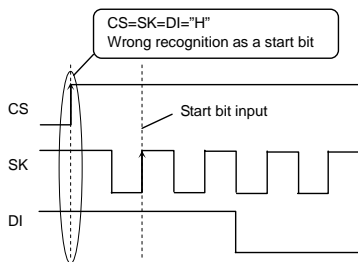 CS=SK=DI="H"
Wrong recognition as a start bit
Start bit input
CS
SK
DI